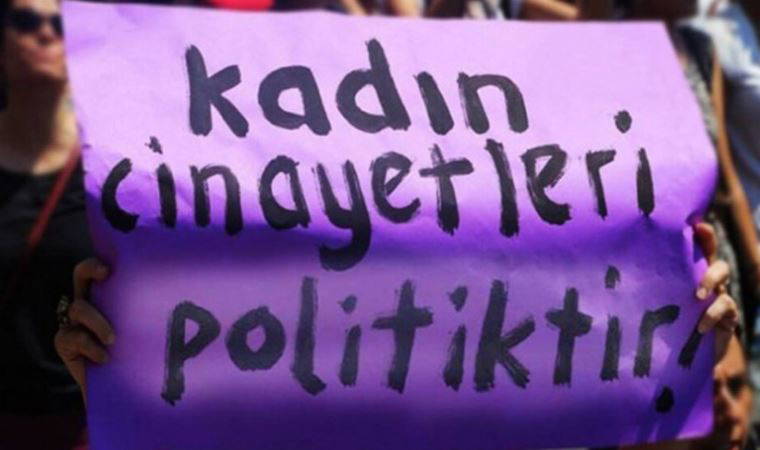 kadın
cinayetleri
politiktir!